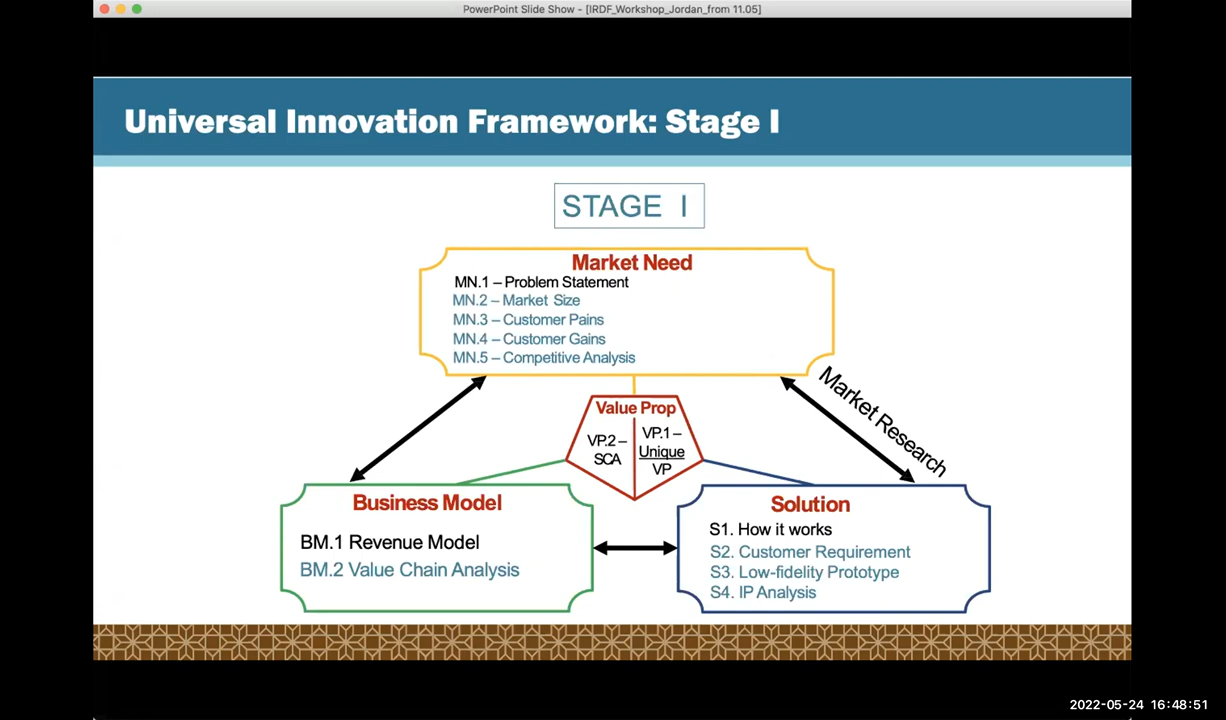 PowerPoint Slide Show - [IRDF_Workshop_Jordan_from 11.05]
Universal Innovation Framework: Stage I
STAGE I
Market Need
MN.1 – Problem Statement
MN.2 – Market Size
MN.3 – Customer Pains
MN.4 – Customer Gains
MN.5 – Competitive Analysis
Market Research
Value Prop
VP.2 –
SCA
VP.1 –
Unique
VP
Business Model
BM.1 Revenue Model
BM.2 Value Chain Analysis
Solution
S1. How it works
S2. Customer Requirement
S3. Low-fidelity Prototype
S4. IP Analysis
2022-05-24 16:48:51